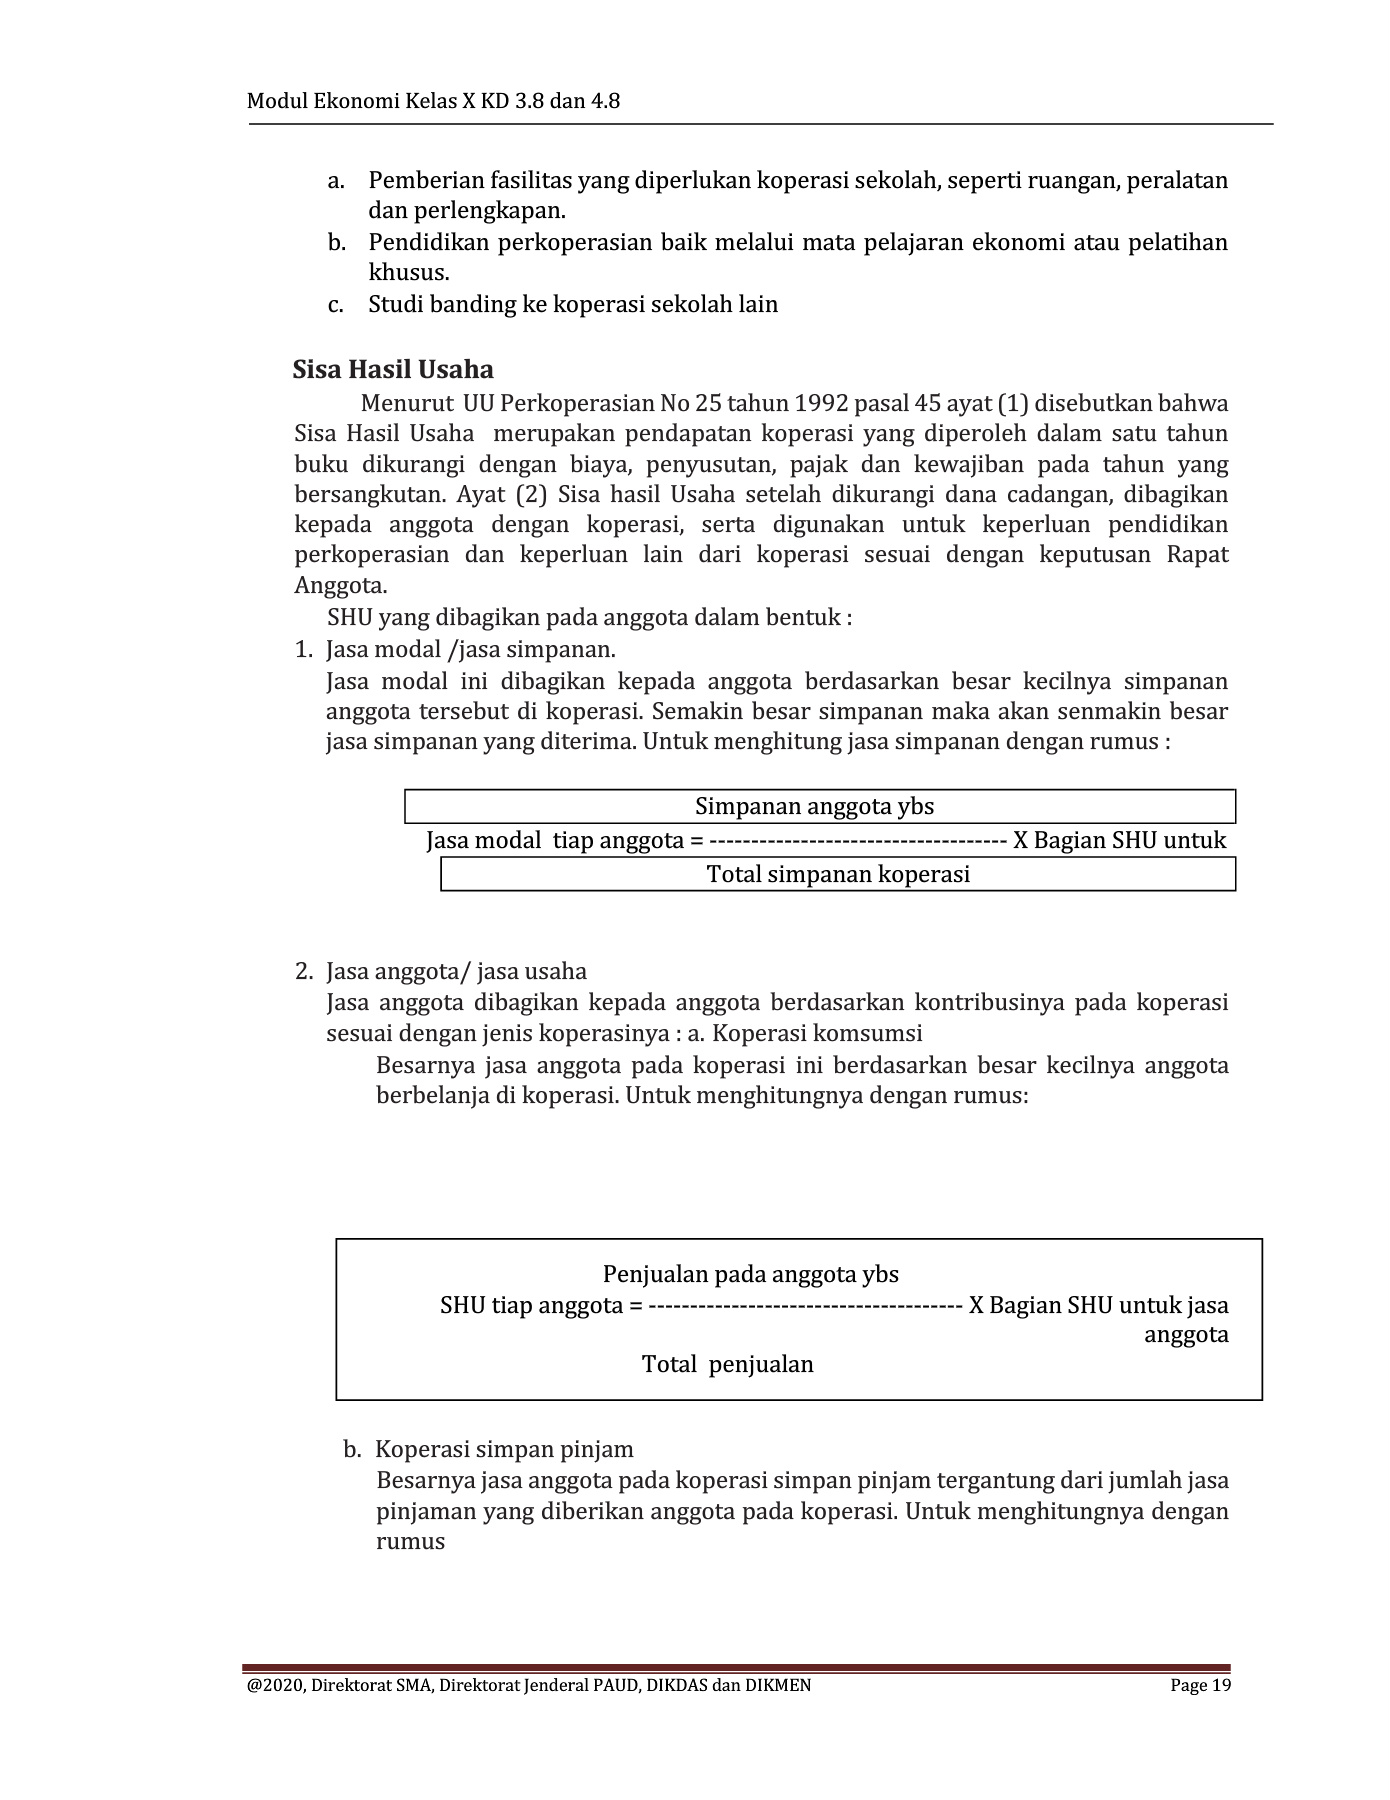 Modul Ekonomi Kelas X KD 3.8 dan 4.8
a. Pemberian fasilitas yang diperlukan koperasi sekolah, seperti ruangan, peralatan
dan perlengkapan.
b. Pendidikan perkoperasian baik melalui mata pelajaran ekonomi atau pelatihan
khusus.
c. Studi banding ke koperasi sekolah lain
Sisa Hasil Usaha
Menurut UU Perkoperasian No 25 tahun 1992 pasal 45 ayat (1) disebutkan bahwa
Sisa Hasil Usaha merupakan pendapatan koperasi yang diperoleh dalam satu tahun
buku dikurangi dengan biaya, penyusutan, pajak dan kewajiban pada tahun yang
bersangkutan. Ayat (2) Sisa hasil Usaha setelah dikurangi dana cadangan, dibagikan
kepada anggota dengan koperasi, serta digunakan untuk keperluan pendidikan
perkoperasian dan keperluan lain dari koperasi sesuai dengan keputusan Rapat
Anggota.
SHU yang dibagikan pada anggota dalam bentuk :
1. Jasa modal /jasa simpanan.
Jasa modal ini dibagikan kepada anggota berdasarkan besar kecilnya simpanan
anggota tersebut di koperasi. Semakin besar simpanan maka akan senmakin besar
jasa simpanan yang diterima. Untuk menghitung jasa simpanan dengan rumus :
Simpanan anggota ybs
Jasa modal tiap anggota = ------------------------------------ X Bagian SHU untuk
Total simpanan koperasi
2. Jasa anggota/ jasa usaha
Jasa anggota dibagikan kepada anggota berdasarkan kontribusinya pada koperasi
sesuai dengan jenis koperasinya : a. Koperasi komsumsi
Besarnya jasa anggota pada koperasi ini berdasarkan besar kecilnya anggota
berbelanja di koperasi. Untuk menghitungnya dengan rumus:
Penjualan pada anggota ybs
SHU tiap anggota = -------------------------------------- X Bagian SHU untuk jasa
anggota
Total penjualan
b. Koperasi simpan pinjam
Besarnya jasa anggota pada koperasi simpan pinjam tergantung dari jumlah jasa
pinjaman yang diberikan anggota pada koperasi. Untuk menghitungnya dengan
rumus
@2020, Direktorat SMA, Direktorat Jenderal PAUD, DIKDAS dan DIKMEN Page 19